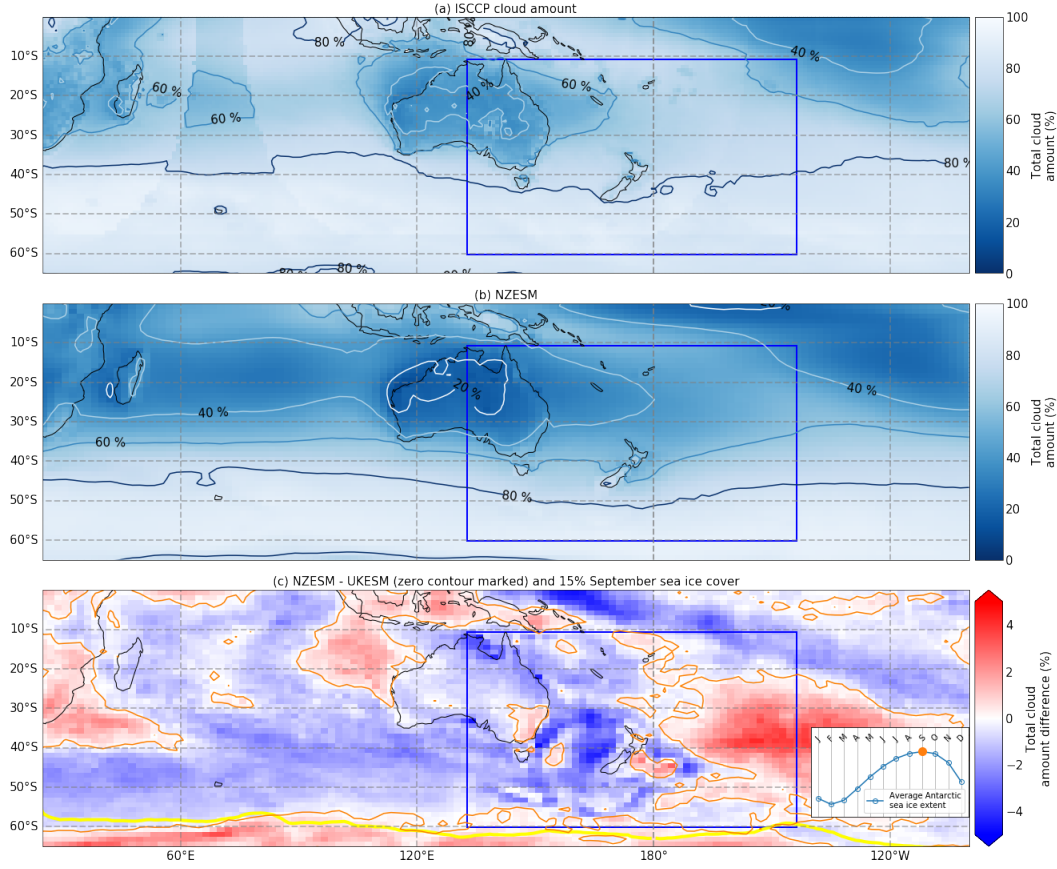 (a) ISCCP cloud amount
80 %
80 %
40 %
10°S
60 %
60 %
40 %
20°S
60 %
30°S
80 %
40°S
50°S
60°S
80 %
100
80
60
40
20
0
Total cloud
amount (%)
(b) NZESM
10°S
20°S
20 %
40 %
40 %
30°S
60 %
40°S
80 %
50°S
60°S
100
80
60
40
20
0
Total cloud
amount (%)
(c) NZESM - UKESM (zero contour marked) and 15% September sea ice cover
10°S
20°S
30°S
40°S
50°S
60°S
J F M A M J J A S O N D
Average Antarctic
sea ice extent
4
2
0
−2
−4
Total cloud
amount difference (%)
60°E
120°E
180°
120°W